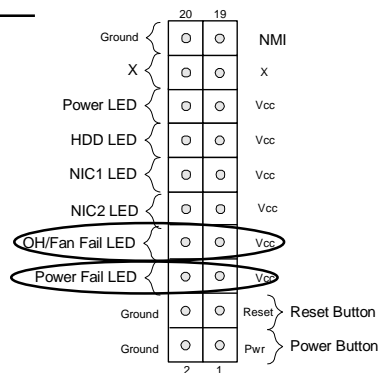 20 19
Ground NMI
X X
Power LED Vcc
HDD LED Vcc
NIC1 LED Vcc
NIC2 LED Vcc
OH/Fan Fail LED Vcc
Power Fail LED Vcc
Ground Reset Reset Button
Ground Pwr Power Button
2 1